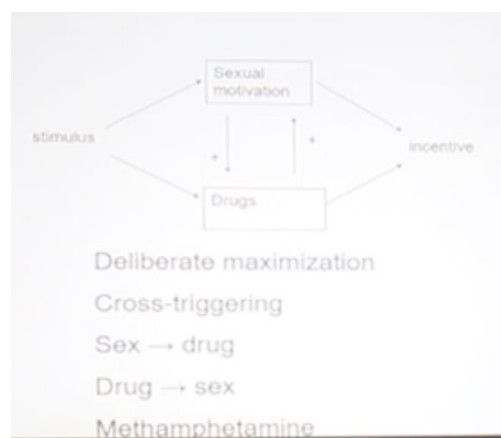 Sexual
motivation
stimulus
incentive
+
+
Drugs
Deliberate maximization
Cross-triggering
Sex → drug
Drug → sex
Methamphetamine